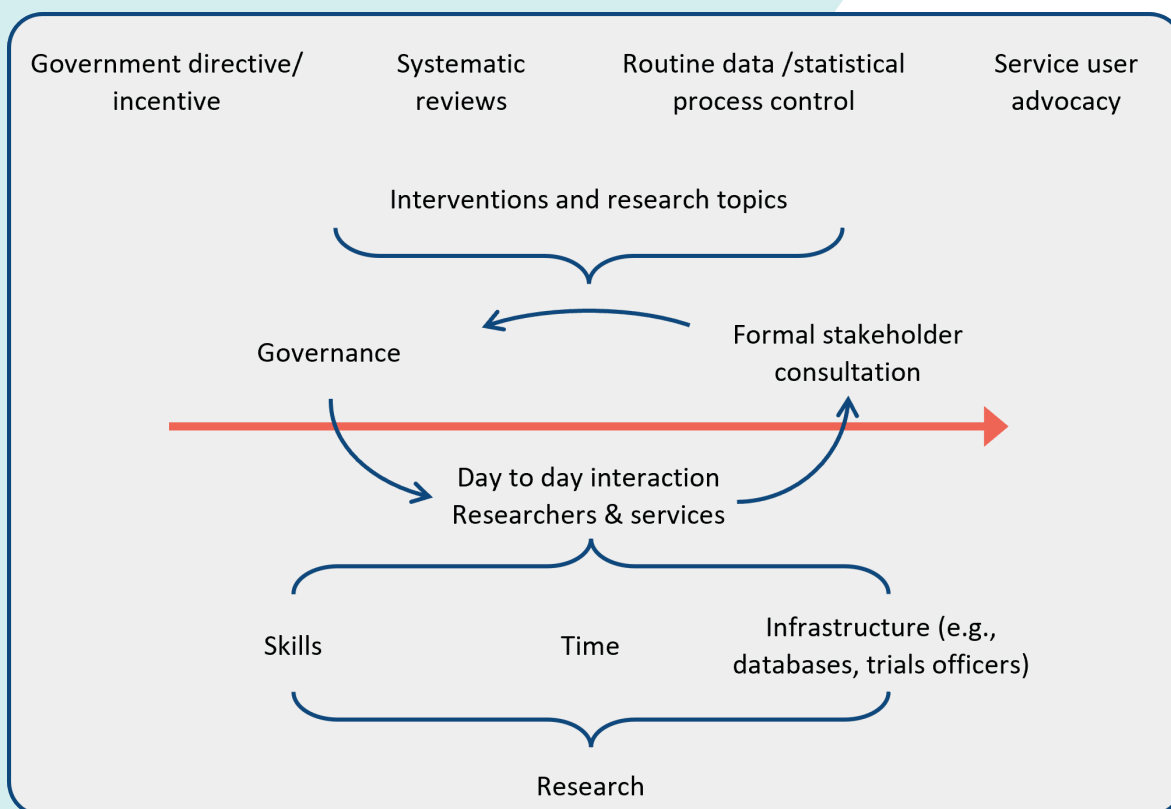 Government directive/
incentive
Systematic
reviews
Routine data /statistical
process control
Service user
advocacy
Interventions and research topics
Governance
Formal stakeholder
consultation
Day to day interaction
Researchers & services
Skills
Time
Infrastructure (e.g.,
databases, trials officers)
Research